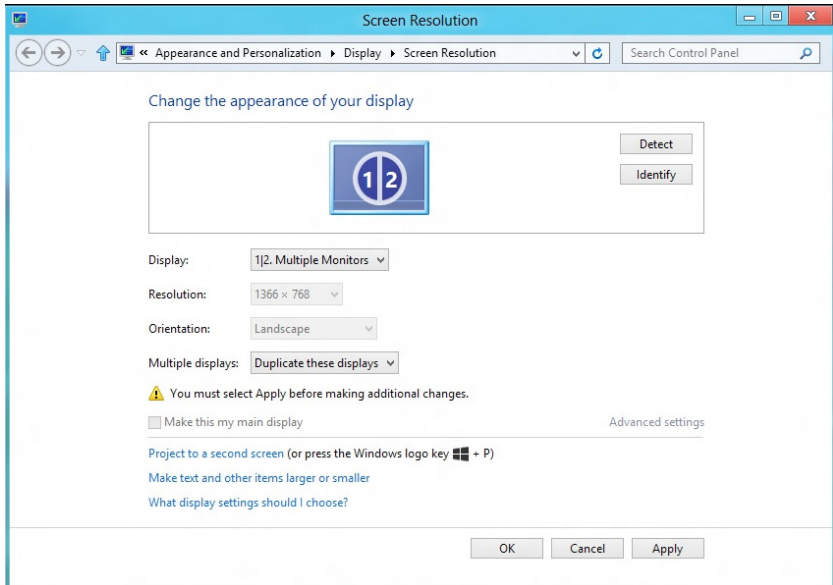 Screen Resolution
« Appearance and Personalization Display Screen Resolution Search Control Panel
Change the appearance of your display
Detect
1 2
Identify
Display: 1|2. Multiple Monitors
Resolution: 1366 × 768
Orientation: Landscape
Multiple displays: Duplicate these displays
You must select Apply before making additional changes.
Make this my main display Advanced settings
Project to a second screen (or press the Windows logo key + P)
Make text and other items larger or smaller
What display settings should I choose?
OK Cancel Apply